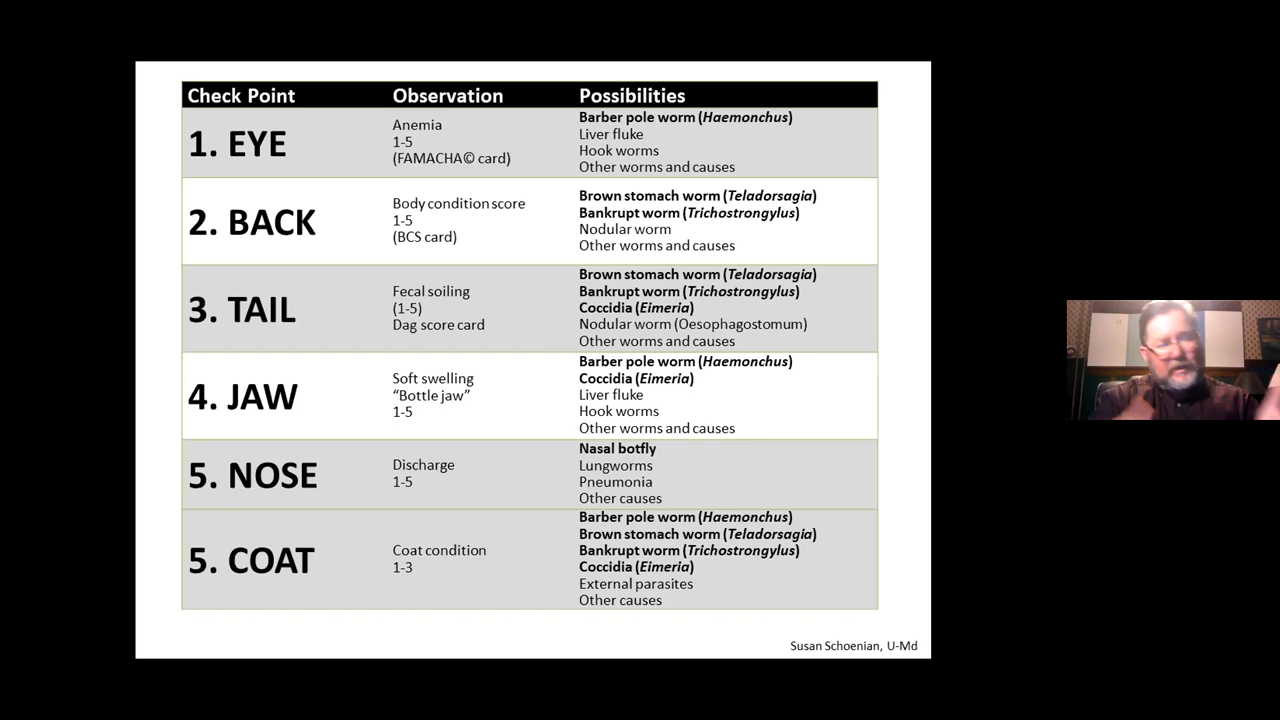 Check Point Observation Possibilities
1. EYE
Anemia
1-5
(FAMACHA© card)
Barber pole worm (Haemonchus)
Liver fluke
Hook worms
Other worms and causes
2. BACK
Body condition score
1-5
(BCS card)
Brown stomach worm (Teladorsagia)
Bankrupt worm (Trichostrongylus)
Nodular worm
Other worms and causes
3. TAIL
Fecal soiling
(1-5)
Dag score card
Brown stomach worm (Teladorsagia)
Bankrupt worm (Trichostrongylus)
Coccidia (Eimeria)
Nodular worm (Oesophagostomum)
Other worms and causes
4. JAW
Soft swelling
“Bottle jaw”
1-5
Barber pole worm (Haemonchus)
Coccidia (Eimeria)
Liver fluke
Hook worms
Other worms and causes
5. NOSE
Discharge
1-5
Nasal botfly
Lungworms
Pneumonia
Other causes
5. COAT
Coat condition
1-3
Barber pole worm (Haemonchus)
Brown stomach worm (Teladorsagia)
Bankrupt worm (Trichostrongylus)
Coccidia (Eimeria)
External parasites
Other causes
Susan Schoenian, U-Md